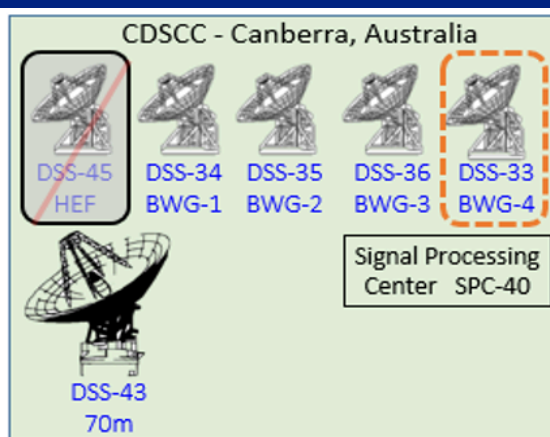 CDSCC - Canberra, Australia
DSS-45
HEF
DSS-34
BWG-1
DSS-35
BWG-2
DSS-36
BWG-3
DSS-33
BWG-4
Signal Processing
Center SPC-40
DSS-43
70m